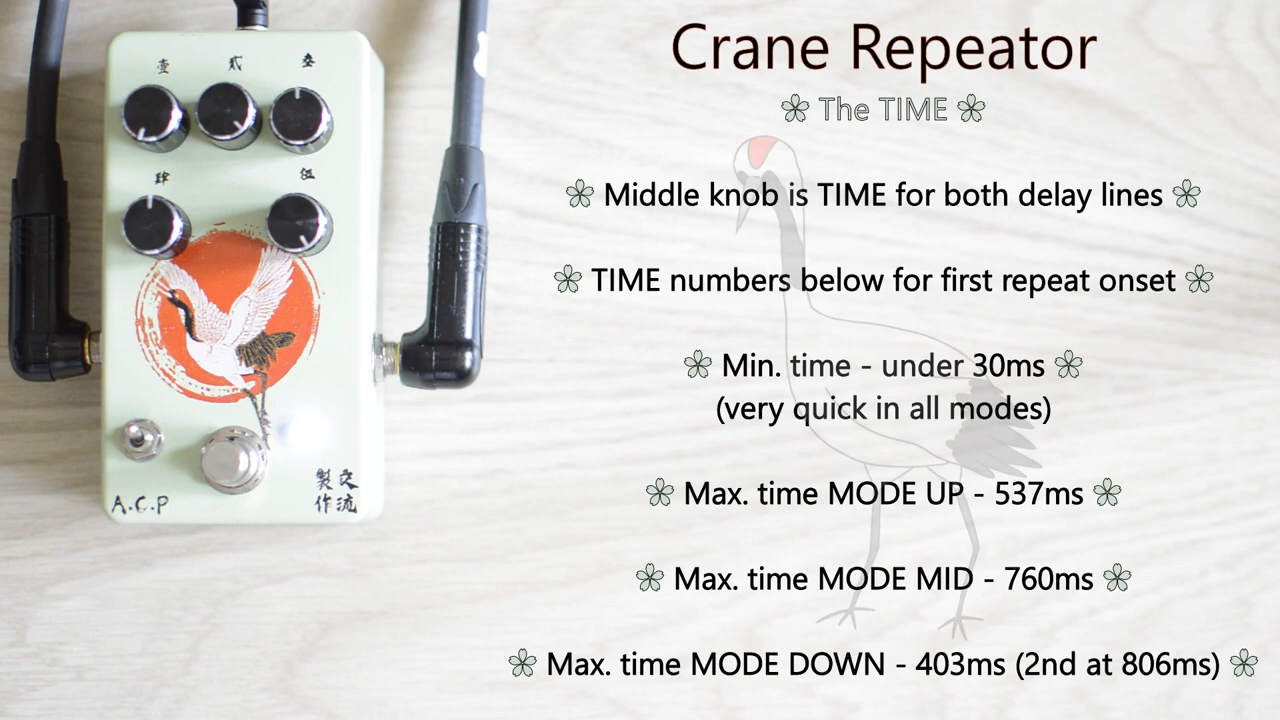 壹 貳 叁
肆 伍
A.C.P
製交
作流
Crane Repeator
The TIME
Middle knob is TIME for both delay lines
TIME numbers below for first repeat onset
Min. time - under 30ms
(very quick in all modes)
Max. time MODE UP - 537ms
Max. time MODE MID - 760ms
Max. time MODE DOWN - 403ms (2nd at 806ms)